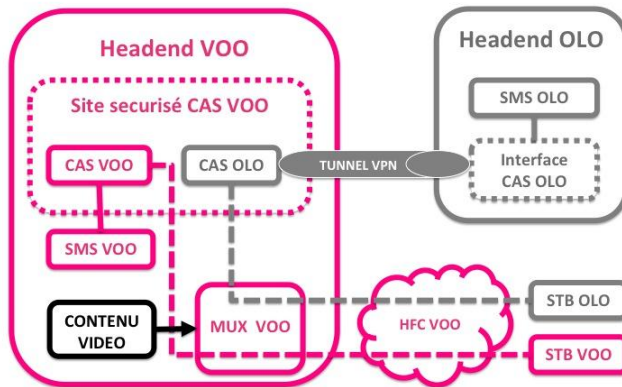 Headend VOO
Headend OLO
Site securisé CAS VOO
SMS OLO
CAS VOO
CAS OLO
TUNNEL VPN
Interface
CAS OLO
SMS VOO
CONTENU
VIDEO
MUX VOO
HFC VOO
STB OLO
STB VOO